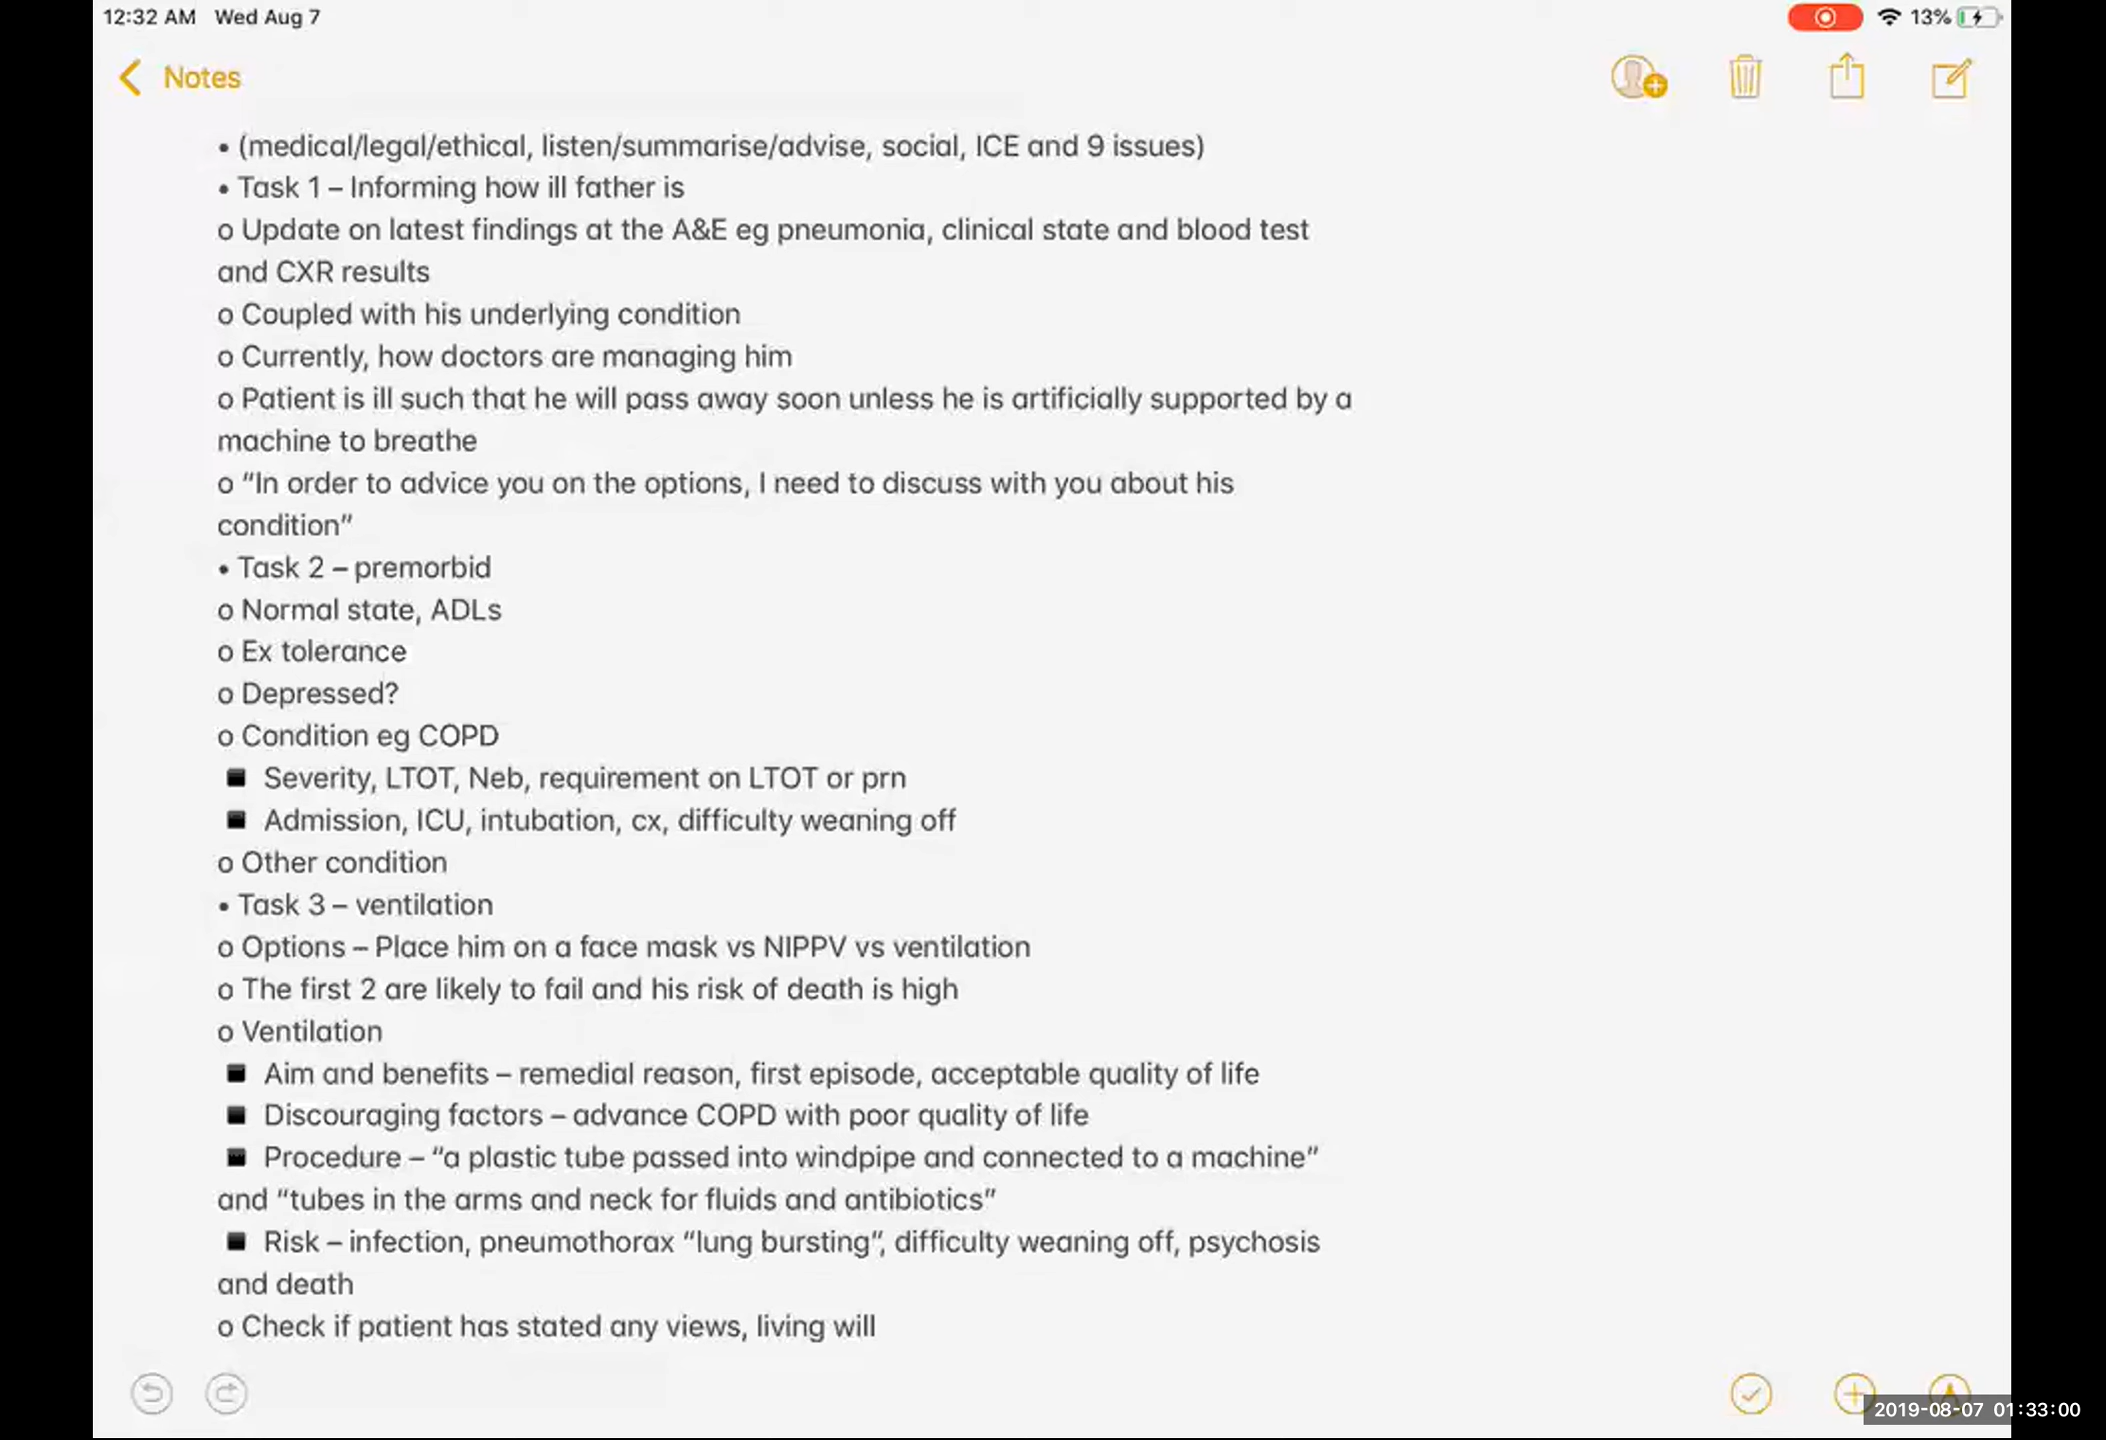 12:32 AM Wed Aug 7
13%
Notes
• (medical/legal/ethical, listen/summarise/advise, social, ICE and 9 issues)
• Task 1 – Informing how ill father is
o Update on latest findings at the A&E eg pneumonia, clinical state and blood test
and CXR results
o Coupled with his underlying condition
o Currently, how doctors are managing him
o Patient is ill such that he will pass away soon unless he is artificially supported by a
machine to breathe
o “In order to advice you on the options, I need to discuss with you about his
condition”
• Task 2 – premorbid
o Normal state, ADLs
o Ex tolerance
o Depressed?
o Condition eg COPD
■ Severity, LTOT, Neb, requirement on LTOT or prn
■ Admission, ICU, intubation, cx, difficulty weaning off
o Other condition
• Task 3 – ventilation
o Options – Place him on a face mask vs NIPPV vs ventilation
o The first 2 are likely to fail and his risk of death is high
o Ventilation
■ Aim and benefits – remedial reason, first episode, acceptable quality of life
■ Discouraging factors – advance COPD with poor quality of life
■ Procedure – “a plastic tube passed into windpipe and connected to a machine”
and “tubes in the arms and neck for fluids and antibiotics”
■ Risk – infection, pneumothorax “lung bursting“, difficulty weaning off, psychosis
and death
o Check if patient has stated any views, living will
2019-08-07 01:33:00